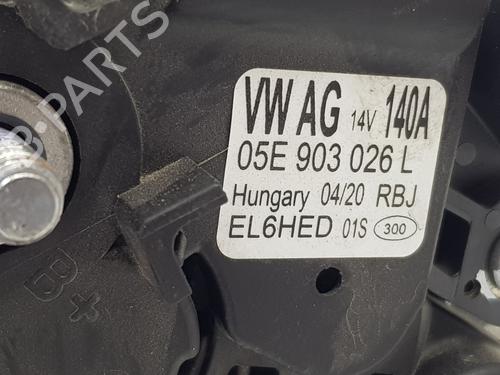 B-PARTS
VW AG 14V 140A
05E 903 026 L
Hungary 04/20 RBJ
EL6HED 01S 300
B+